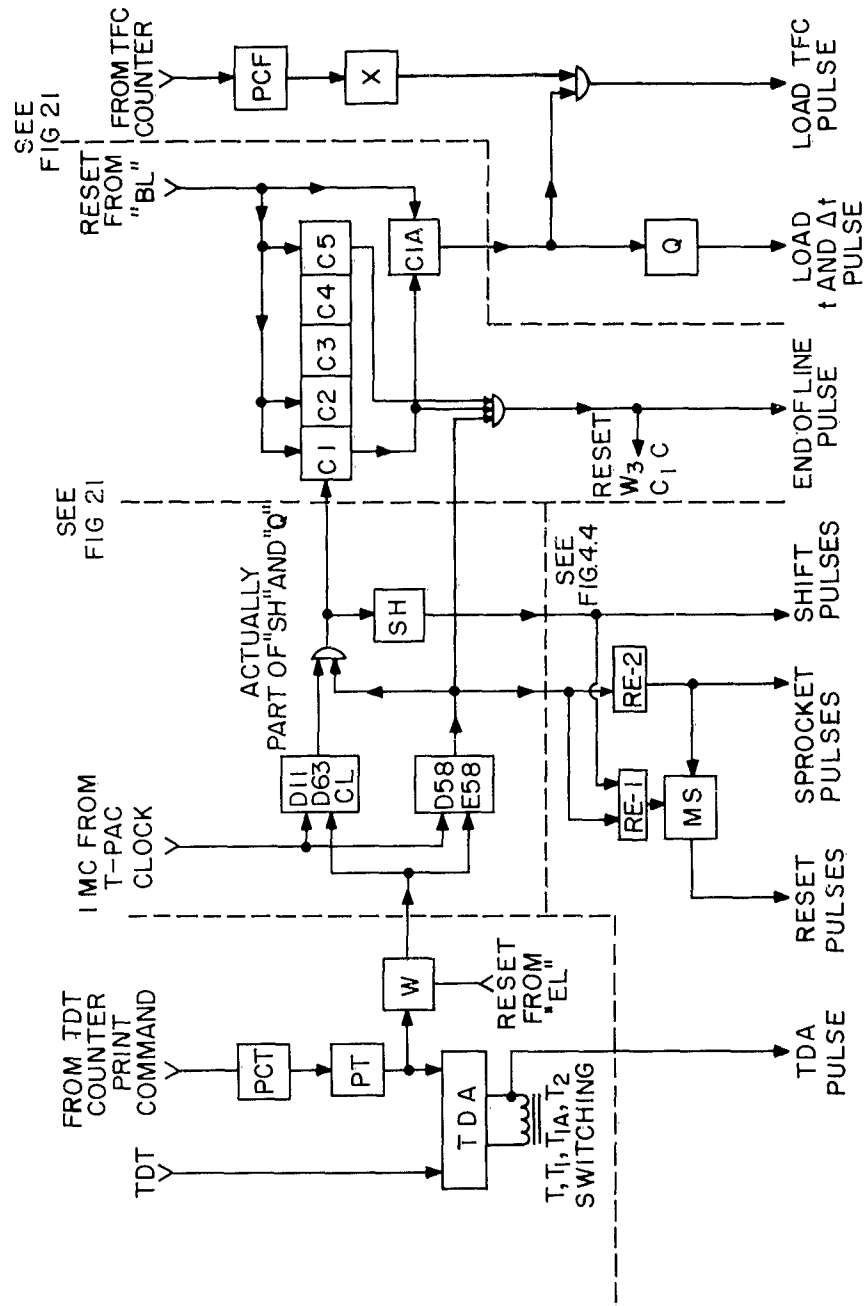 TDT
FROM TDT
COUNTER
PRINT
COMMAND
1 MC FROM
T-PAC
CLOCK
SEE
FIG 21
RESET
FROM
"BL"
SEE
FIG 21
FROM TFC
COUNTER
PCT
PT
W
RESET
FROM
"EL"
TDA
T, T1, T1A, T2
SWITCHING
D11
D63
CL
D58
E58
ACTUALLY
PART OF "SH" AND "Q"
SH
SEE
FIG.4.4
RE-1
RE-2
MS
C1
C2
C3
C4
C5
C1A
RESET
W3
C1C
Q
PCF
X
TDA
PULSE
RESET
PULSES
SPROCKET
PULSES
SHIFT
PULSES
END OF LINE
PULSE
LOAD
t AND Δt
PULSE
LOAD TFC
PULSE